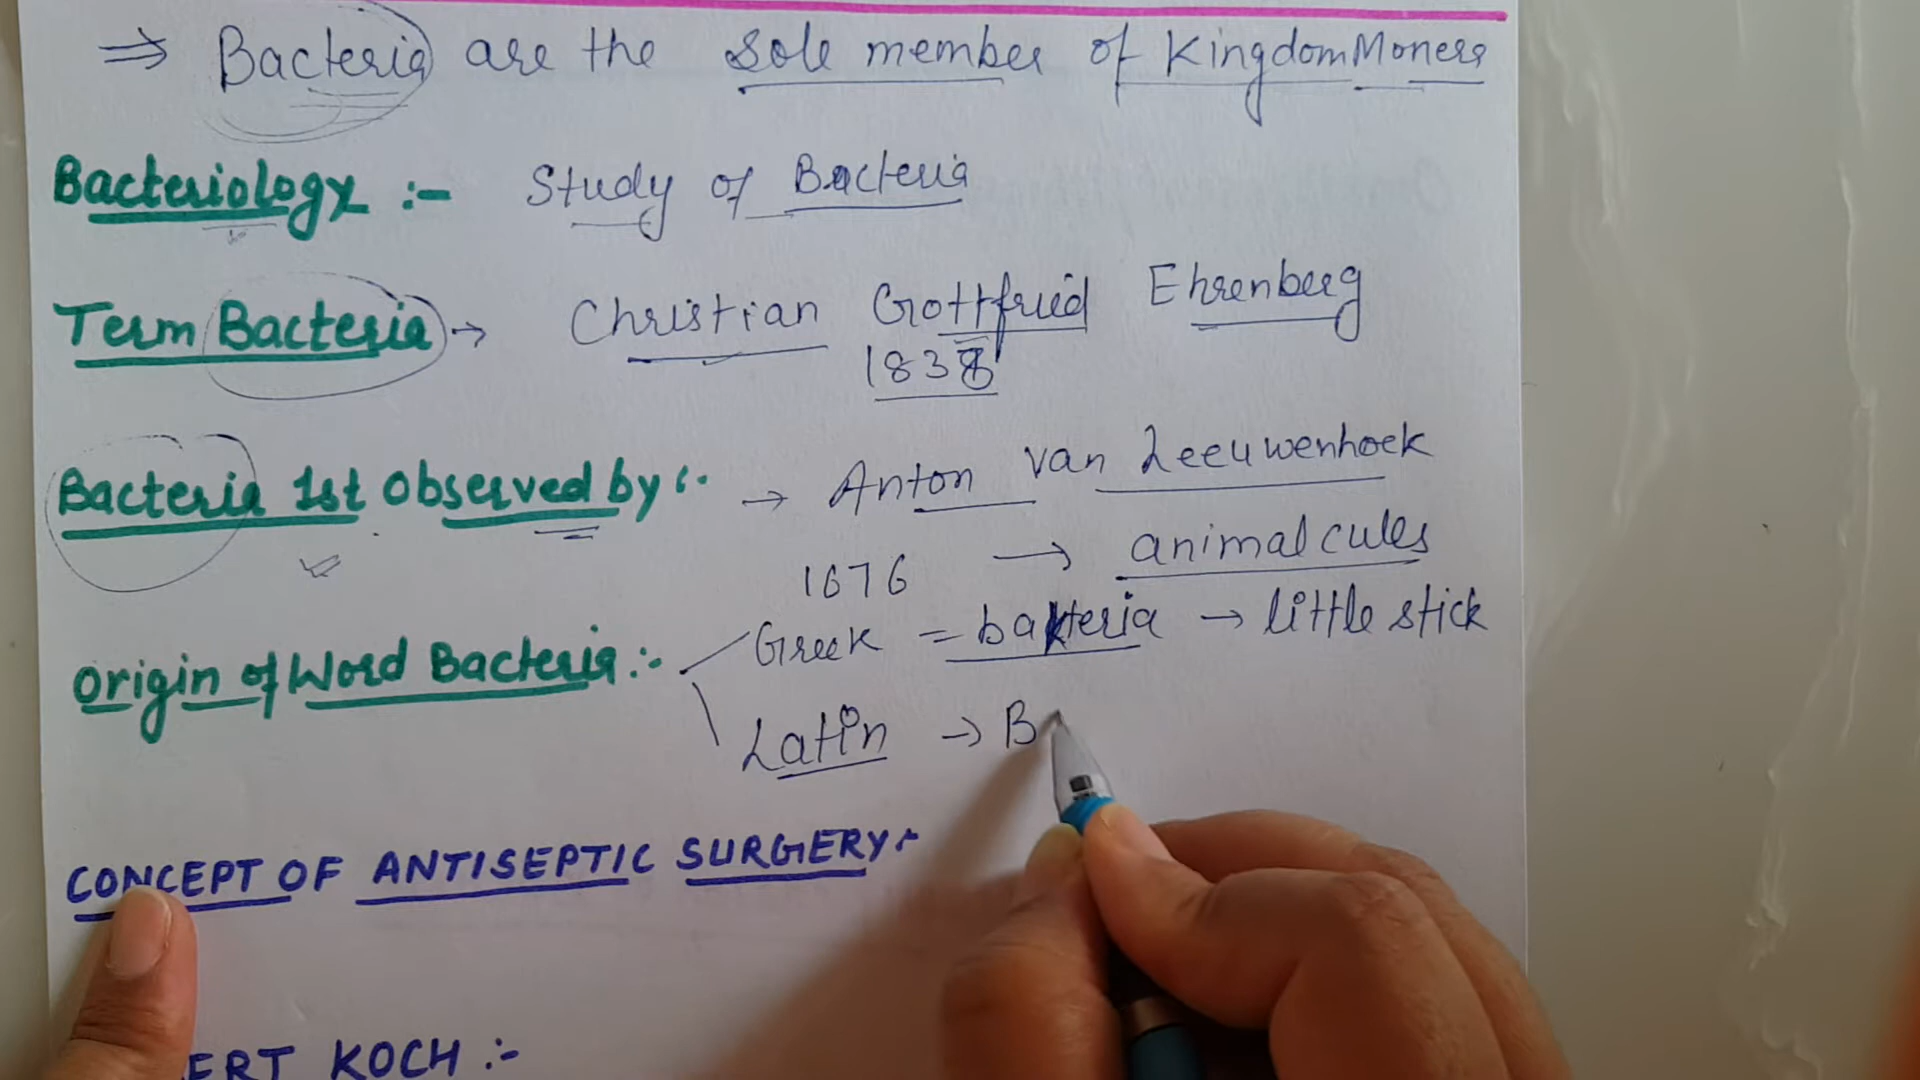 ⇒ Bacteria are the sole member of Kingdom Monera
Bacteriology :- Study of Bacteria
Term Bacteria → Christian Gottfried Ehrenberg
1838
Bacteria 1st Observed by :- → Anton van Leeuwenhoek
1676 → animalcules
Origin of Word Bacteria :- Greek = bakteria → little stick
Latin → B
CONCEPT OF ANTISEPTIC SURGERY :-
ERT KOCH :-